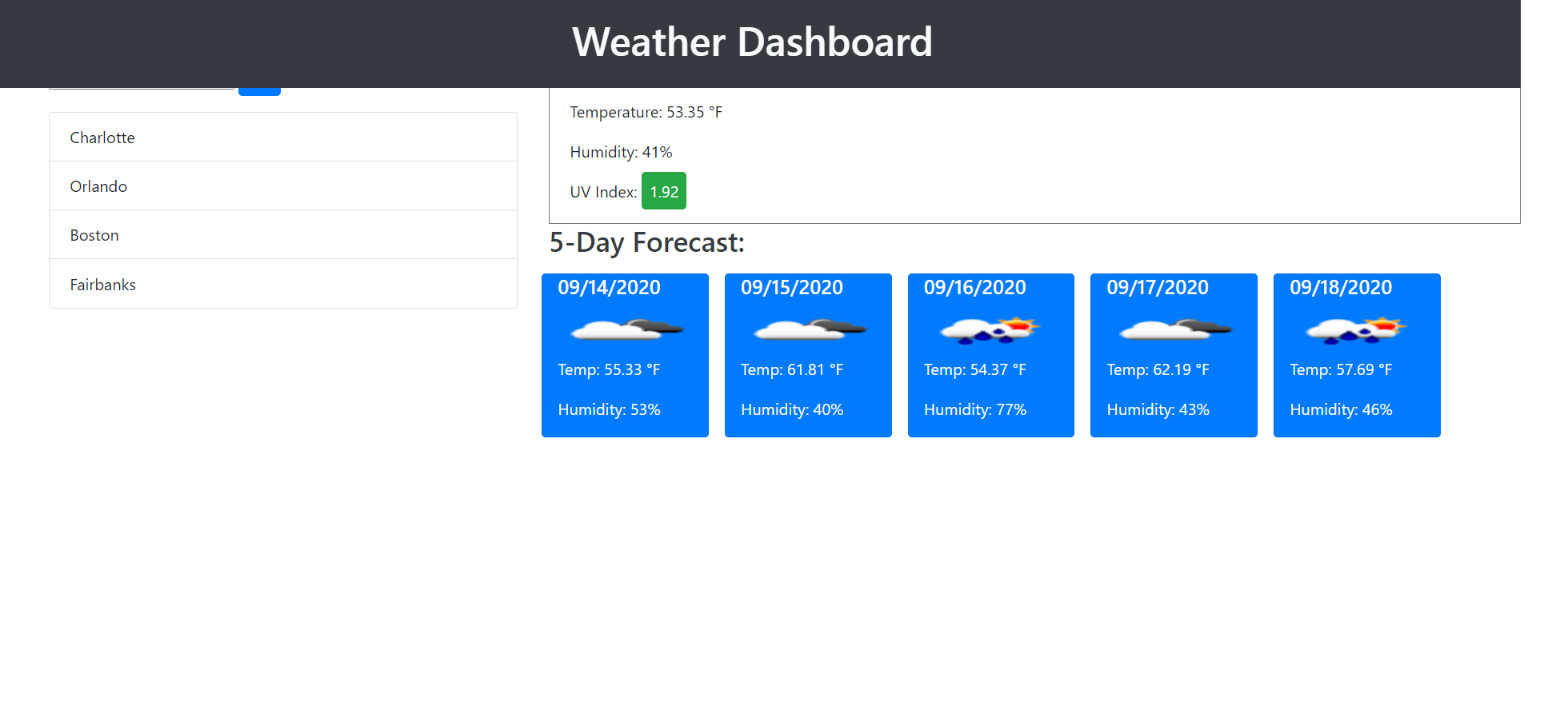 Weather Dashboard
Charlotte
Orlando
Boston
Fairbanks
Temperature: 53.35 °F
Humidity: 41%
UV Index: 1.92
5-Day Forecast:
09/14/2020
Temp: 55.33 °F
Humidity: 53%
09/15/2020
Temp: 61.81 °F
Humidity: 40%
09/16/2020
Temp: 54.37 °F
Humidity: 77%
09/17/2020
Temp: 62.19 °F
Humidity: 43%
09/18/2020
Temp: 57.69 °F
Humidity: 46%